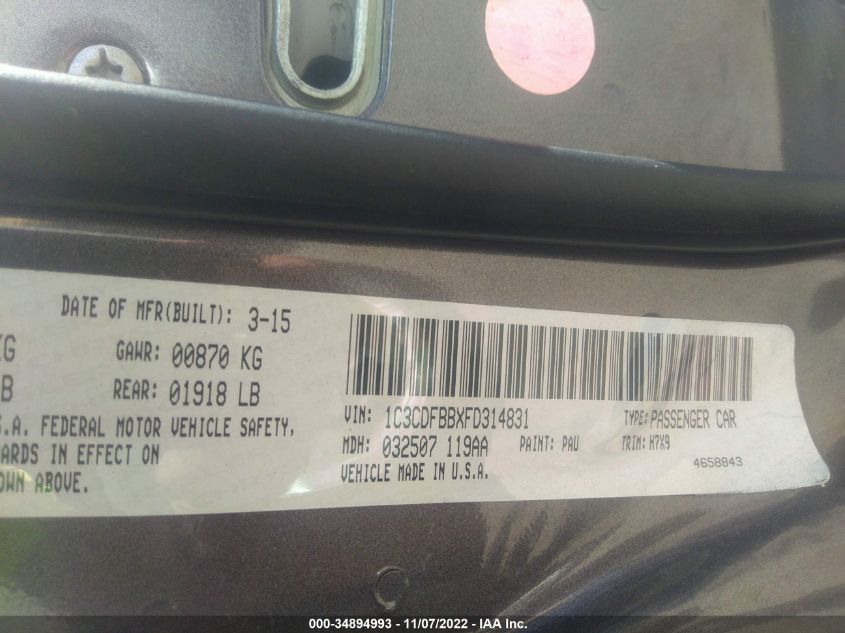 DATE OF MFR(BUILT): 3-15
KG GAWR: 00870 KG
LB REAR: 01918 LB
U.S.A. FEDERAL MOTOR VEHICLE SAFETY,
ARDS IN EFFECT ON
OWN ABOVE.
VIN: 1C3CDFBBXFD314831 TYPE: PASSENGER CAR
MDH: 032507 119AA PAINT: PAU TRIM: H7X9
VEHICLE MADE IN U.S.A. 4658843
000-34894993 - 11/07/2022 - IAA Inc.